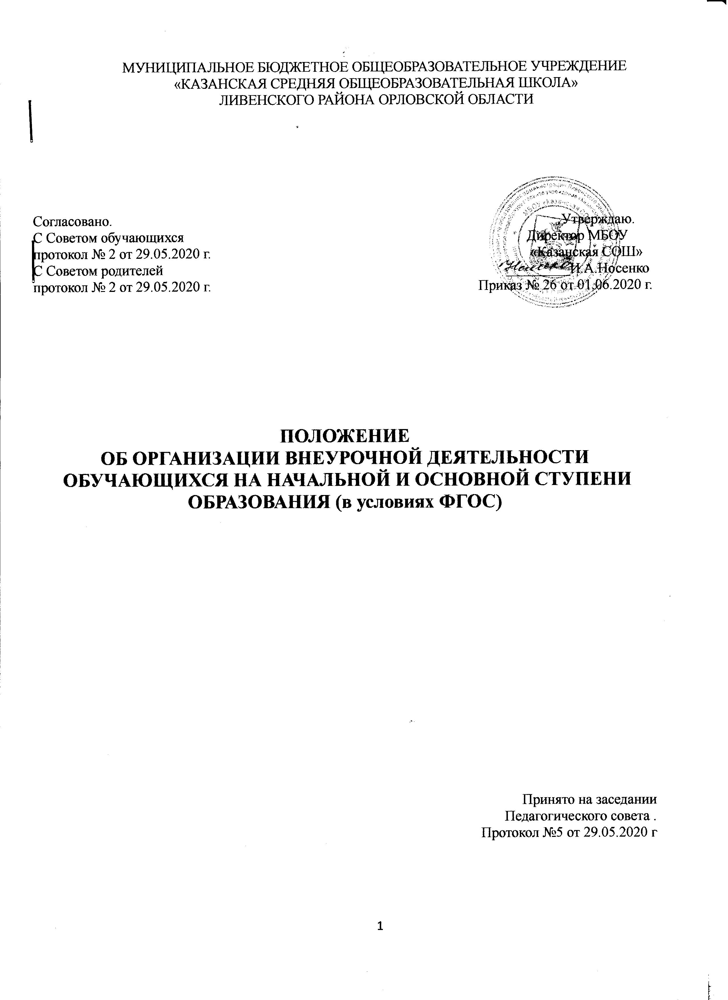 МУНИЦИПАЛЬНОЕ БЮДЖЕТНОЕ ОБЩЕОБРАЗОВАТЕЛЬНОЕ УЧРЕЖДЕНИЕ
«КАЗАНСКАЯ СРЕДНЯЯ ОБЩЕОБРАЗОВАТЕЛЬНАЯ ШКОЛА»
ЛИВЕНСКОГО РАЙОНА ОРЛОВСКОЙ ОБЛАСТИ
Согласовано.
С Советом обучающихся
протокол № 2 от 29.05.2020 г.
С Советом родителей
протокол № 2 от 29.05.2020 г.
Утверждаю.
Директор МБОУ
«Казанская СОШ»
И.А.Носенко
Приказ № 26 от 01.06.2020 г.
МБОУ «Казанская
ПОЛОЖЕНИЕ
ОБ ОРГАНИЗАЦИИ ВНЕУРОЧНОЙ ДЕЯТЕЛЬНОСТИ
ОБУЧАЮЩИХСЯ НА НАЧАЛЬНОЙ И ОСНОВНОЙ СТУПЕНИ
ОБРАЗОВАНИЯ (в условиях ФГОС)
Принято на заседании
Педагогического совета .
Протокол №5 от 29.05.2020 г
1